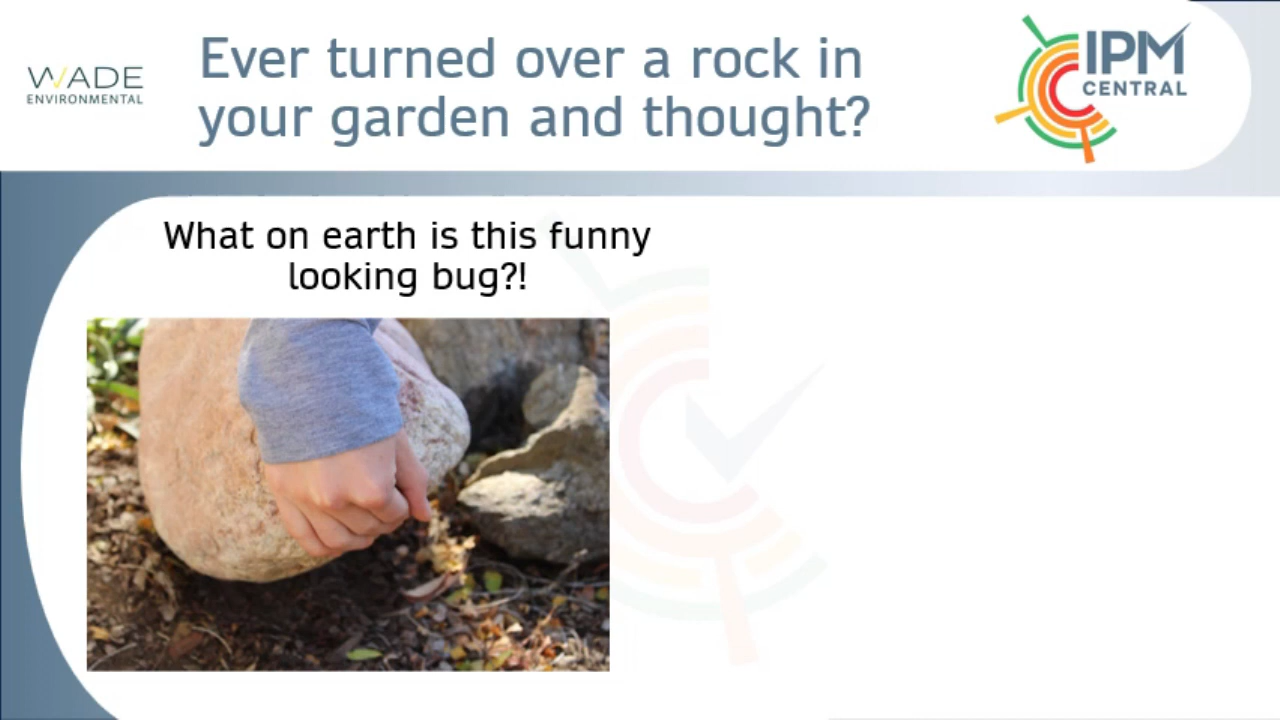 WADE
ENVIRONMENTAL
Ever turned over a rock in
your garden and thought?
IPM
CENTRAL
What on earth is this funny
looking bug?!